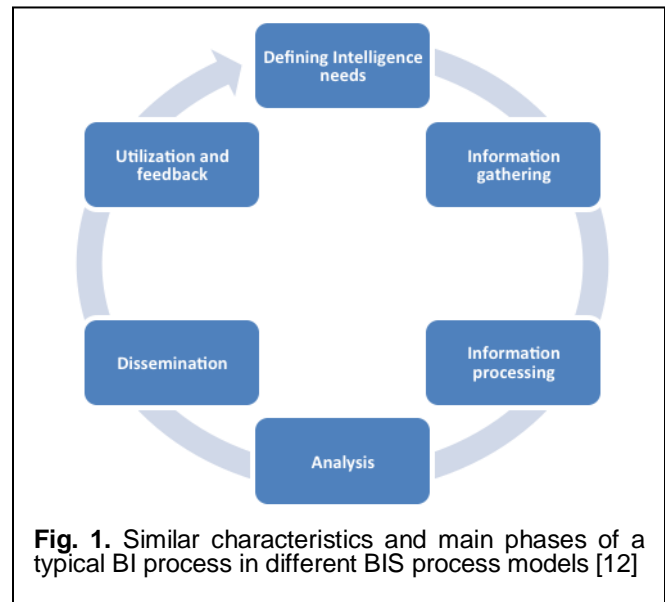 Defining Intelligence
needs
Information
gathering
Information
processing
Analysis
Dissemination
Utilization and
feedback
Fig. 1. Similar characteristics and main phases of a
typical BI process in different BIS process models [12]